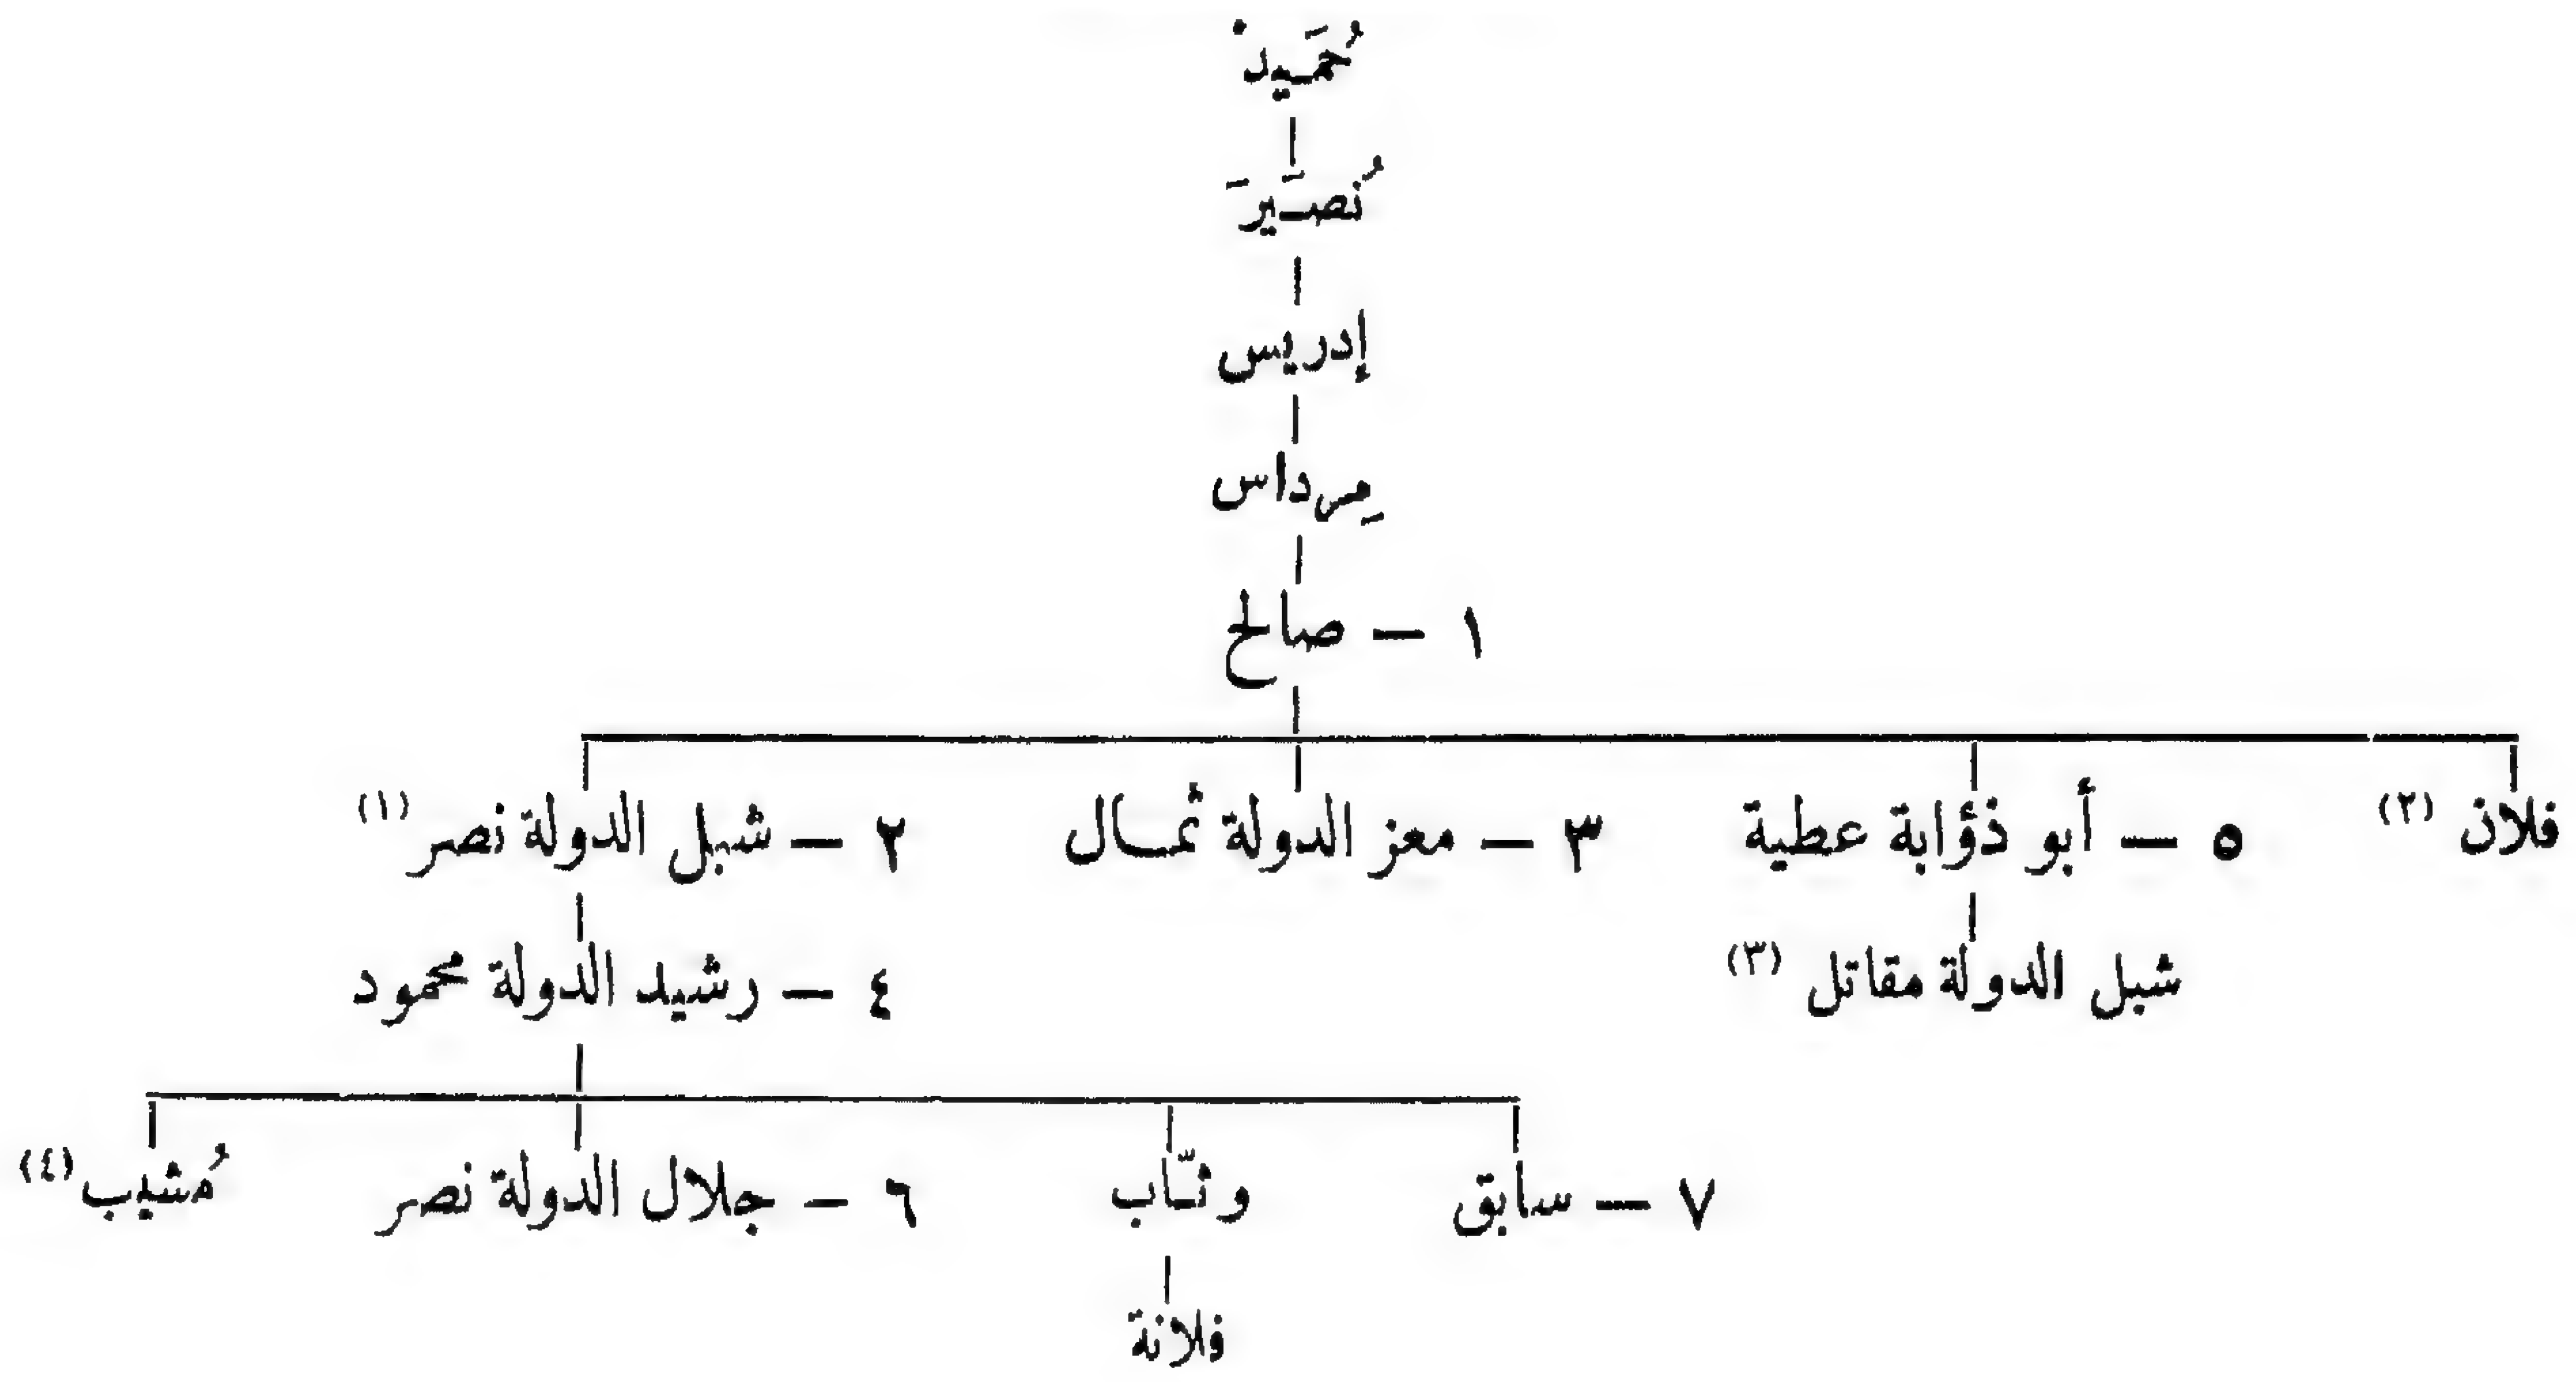 حُمَيدْ
نُصَيرَ
إدريس
مِرداس
١ – صالح
فلان (٢) ٥ – أبو ذؤابة عطية ٣ – معز الدولة ثمال ٢ – شبل الدولة نصر (١)
شبل الدولة مقاتل (٣) ٤ – رشيد الدولة محمود
٧ – سابق وثّاب ٦ – جلال الدولة نصر مُشيب (٤)
فلانة